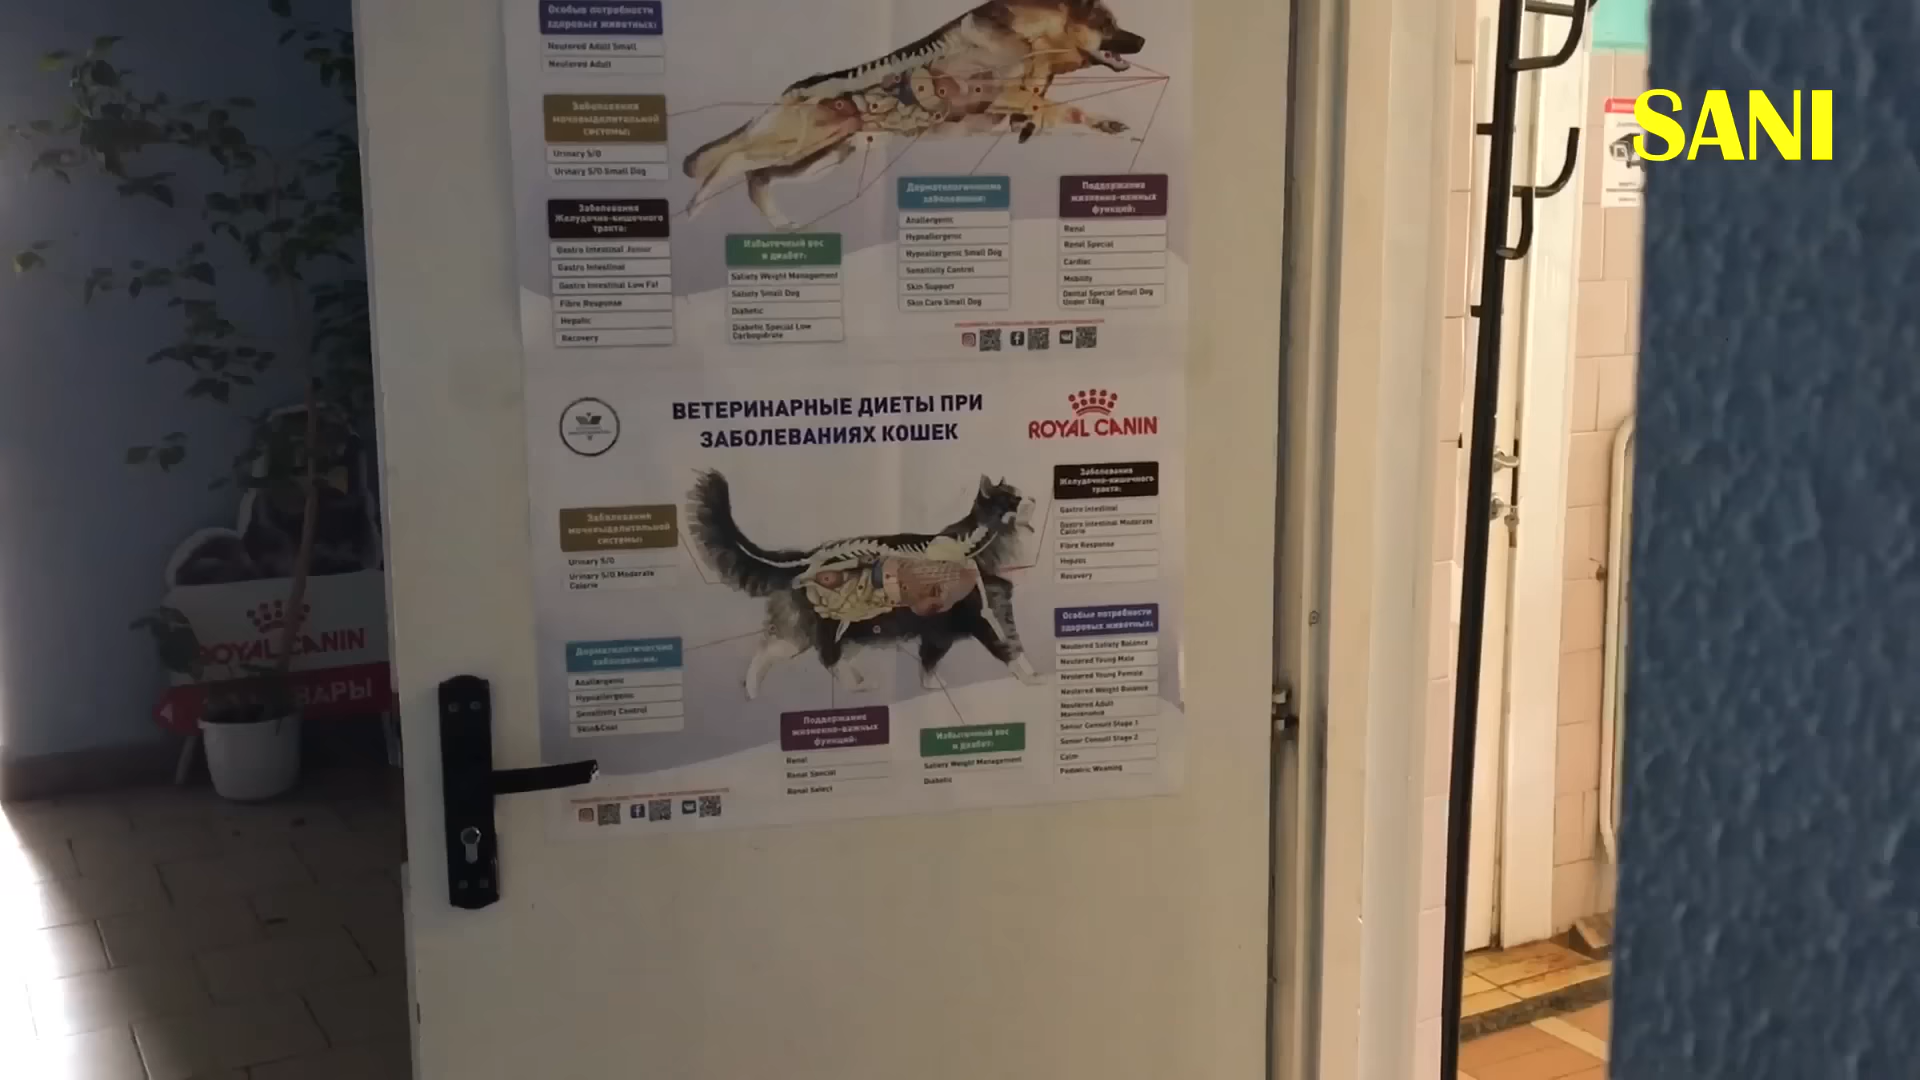 SANI
Особые потребности
здоровых животных:
Neutered Adult Small
Neutered Adult
Заболевания
мочевыделительной
системы:
Urinary S/O
Urinary S/O Small Dog
Заболевания
Желудочно-кишечного
тракта:
Gastro Intestinal Junior
Gastro Intestinal
Gastro Intestinal Low Fat
Fibre Response
Hepatic
Recovery
Избыточный вес
и диабет:
Satiety Weight Management
Satiety Small Dog
Diabetic
Diabetic Special Low
Carbohydrate
Дерматологические
заболевания:
Anallergenic
Hypoallergenic
Hypoallergenic Small Dog
Sensitivity Control
Skin Support
Skin Care Small Dog
Поддержание
жизненно-важных
функций:
Renal
Renal Special
Cardiac
Mobility
Dental Special Small Dog
Under 10kg
ВЕТЕРИНАРНЫЕ ДИЕТЫ ПРИ
ЗАБОЛЕВАНИЯХ КОШЕК
ROYAL CANIN
Заболевания
мочевыделительной
системы:
Urinary S/O
Urinary S/O Moderate
Calorie
Дерматологические
заболевания:
Anallergenic
Hypoallergenic
Sensitivity Control
Skin&Coat
Поддержание
жизненно-важных
функций:
Renal
Renal Special
Renal Select
Избыточный вес
и диабет:
Satiety Weight Management
Diabetic
Заболевания
Желудочно-кишечного
тракта:
Gastro Intestinal
Gastro Intestinal Moderate
Calorie
Fibre Response
Hepatic
Recovery
Особые потребности
здоровых животных:
Neutered Satiety Balance
Neutered Young Male
Neutered Young Female
Neutered Weight Balance
Neutered Adult
Maintenance
Senior Consult Stage 1
Senior Consult Stage 2
Calm
Pediatric Weaning
ROYAL CANIN